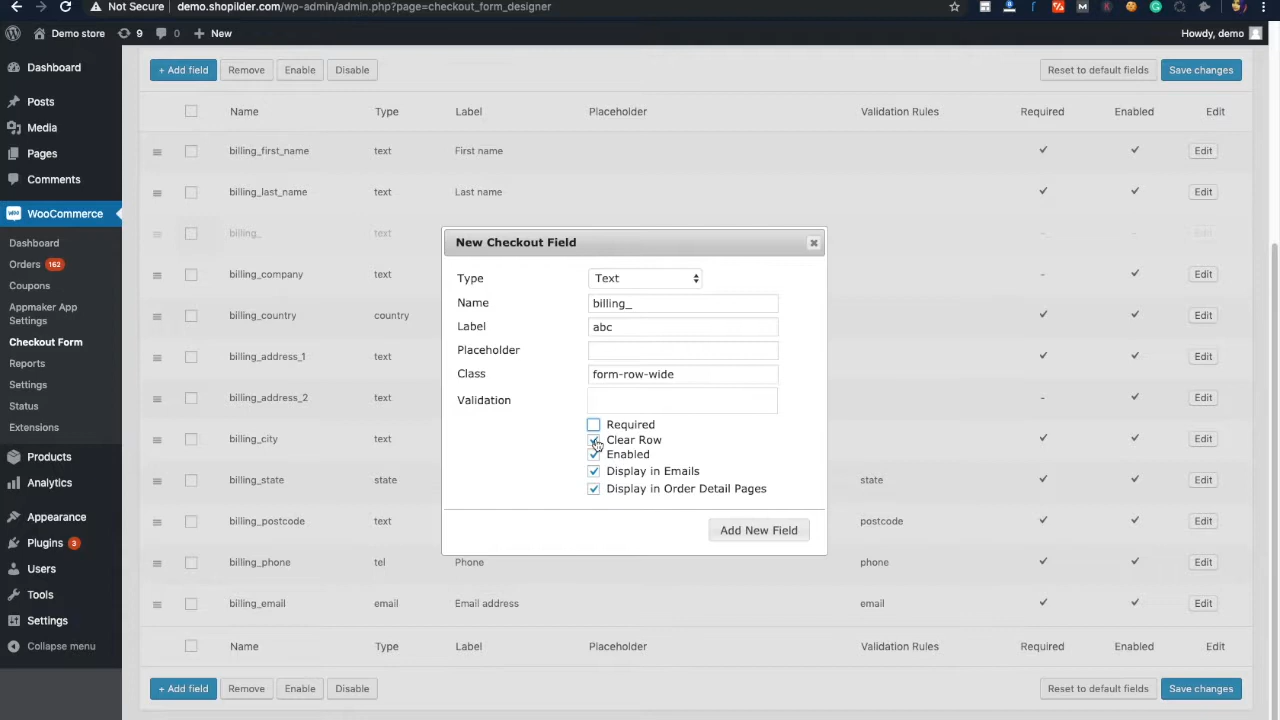 Not Secure
demo.shopilder.com/wp-admin/admin.php?page=checkout_form_designer
Demo store
9
0
New
Howdy, demo
Dashboard
Posts
Media
Pages
Comments
WooCommerce
Dashboard
Orders 162
Coupons
Appmaker App
Settings
Checkout Form
Reports
Settings
Status
Extensions
Products
Analytics
Appearance
Plugins 3
Users
Tools
Settings
Collapse menu
+ Add field Remove Enable Disable Reset to default fields Save changes
Name Type Label Placeholder Validation Rules Required Enabled Edit
billing_first_name text First name Edit
billing_last_name text Last name Edit
billing_ text - - Edit
billing_company text - Edit
billing_country country Edit
billing_address_1 text Edit
billing_address_2 text - Edit
billing_city text Edit
billing_state state state Edit
billing_postcode text postcode Edit
billing_phone tel Phone phone Edit
billing_email email Email address email Edit
Name Type Label Placeholder Validation Rules Required Enabled Edit
+ Add field Remove Enable Disable Reset to default fields Save changes
New Checkout Field
Type Text
Name billing_
Label abc
Placeholder
Class form-row-wide
Validation
Required
Clear Row
Enabled
Display in Emails
Display in Order Detail Pages
Add New Field